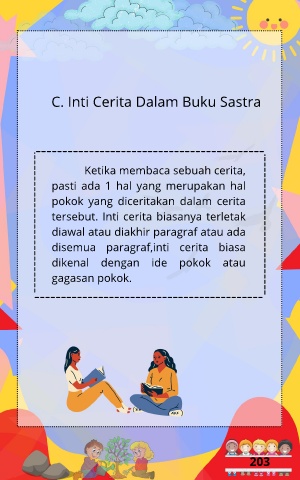 C. Inti Cerita Dalam Buku Sastra
Ketika membaca sebuah cerita,
pasti ada 1 hal yang merupakan hal
pokok yang diceritakan dalam cerita
tersebut. Inti cerita biasanya terletak
diawal atau diakhir paragraf atau ada
disemua paragraf,inti cerita biasa
dikenal dengan ide pokok atau
gagasan pokok.
203